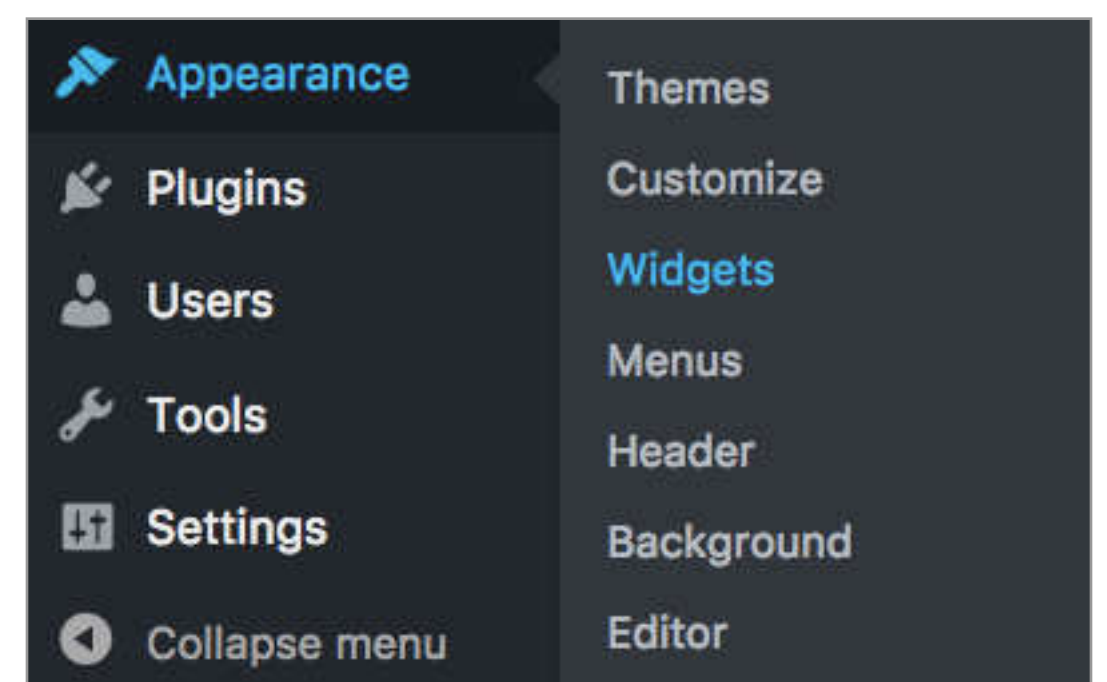 Appearance
Plugins
Users
Tools
Settings
Collapse menu
Themes
Customize
Widgets
Menus
Header
Background
Editor